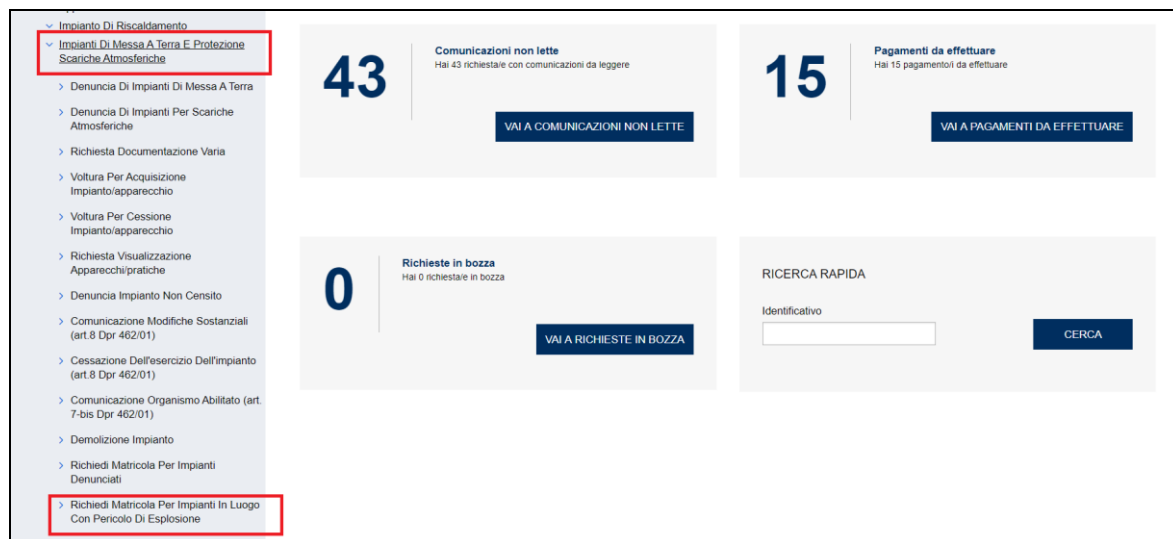 Impianto Di Riscaldamento
Impianti Di Messa A Terra E Protezione
Scariche Atmosferiche
Denuncia Di Impianti Di Messa A Terra
Denuncia Di Impianti Per Scariche
Atmosferiche
Richiesta Documentazione Varia
Voltura Per Acquisizione
Impianto/apparecchio
Voltura Per Cessione
Impianto/apparecchio
Richiesta Visualizzazione
Apparecchi/pratiche
Denuncia Impianto Non Censito
Comunicazione Modifiche Sostanziali
(art.8 Dpr 462/01)
Cessazione Dell'esercizio Dell'impianto
(art.8 Dpr 462/01)
Comunicazione Organismo Abilitato (art.
7-bis Dpr 462/01)
Demolizione Impianto
Richiedi Matricola Per Impianti
Denunciati
Richiedi Matricola Per Impianti In Luogo
Con Pericolo Di Esplosione
43
Comunicazioni non lette
Hai 43 richiesta/e con comunicazioni da leggere
VAI A COMUNICAZIONI NON LETTE
15
Pagamenti da effettuare
Hai 15 pagamento/i da effettuare
VAI A PAGAMENTI DA EFFETTUARE
0
Richieste in bozza
Hai 0 richiesta/e in bozza
VAI A RICHIESTE IN BOZZA
RICERCA RAPIDA
Identificativo
CERCA